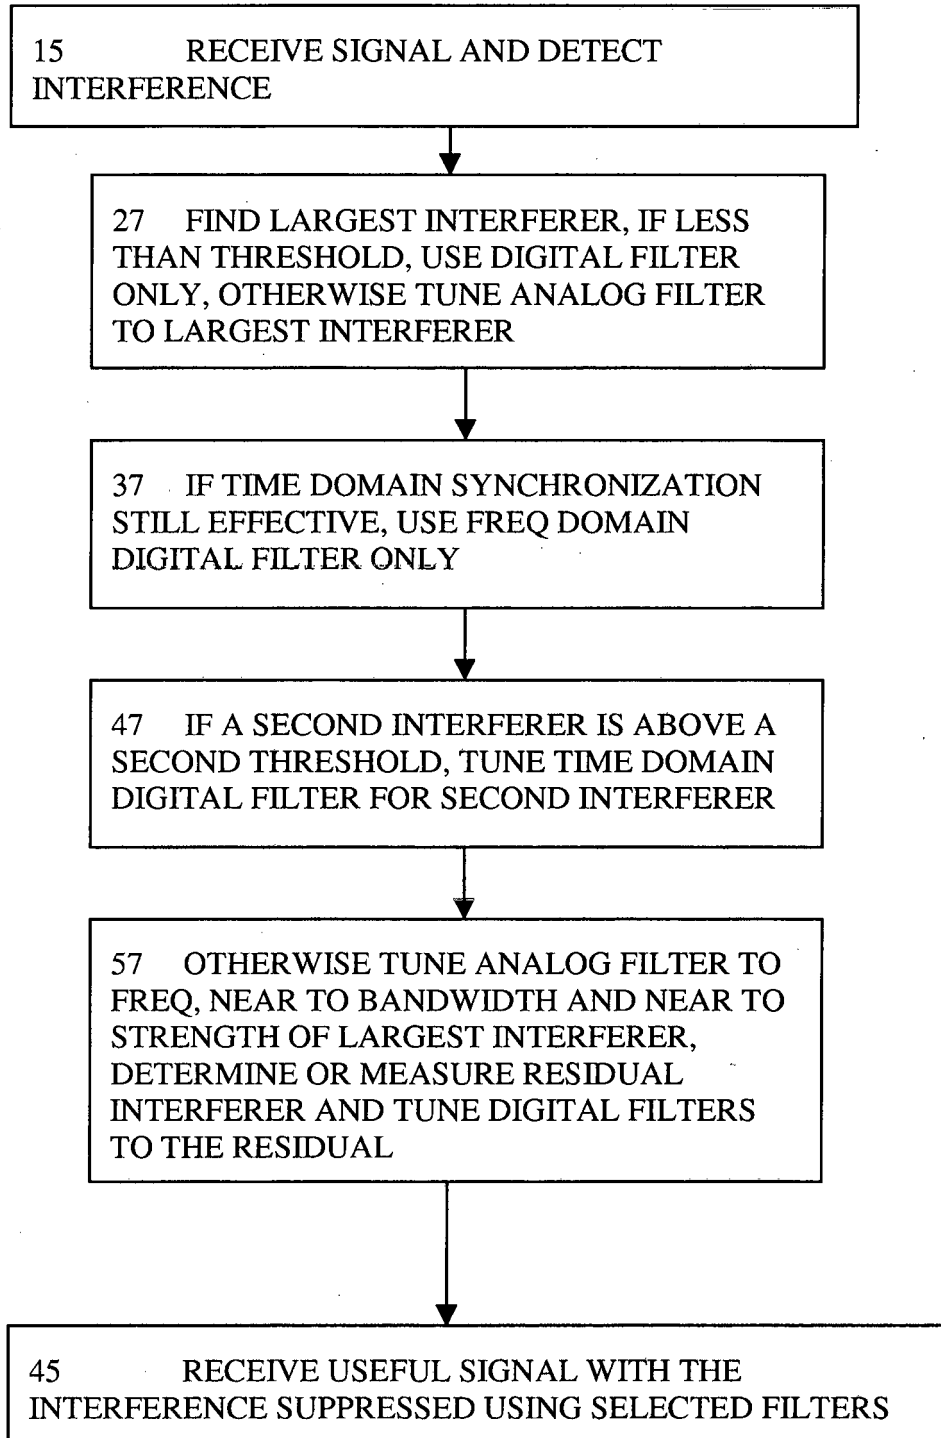 15 RECEIVE SIGNAL AND DETECT
INTERFERENCE
27 FIND LARGEST INTERFERER, IF LESS
THAN THRESHOLD, USE DIGITAL FILTER
ONLY, OTHERWISE TUNE ANALOG FILTER
TO LARGEST INTERFERER
37 IF TIME DOMAIN SYNCHRONIZATION
STILL EFFECTIVE, USE FREQ DOMAIN
DIGITAL FILTER ONLY
47 IF A SECOND INTERFERER IS ABOVE A
SECOND THRESHOLD, TUNE TIME DOMAIN
DIGITAL FILTER FOR SECOND INTERFERER
57 OTHERWISE TUNE ANALOG FILTER TO
FREQ, NEAR TO BANDWIDTH AND NEAR TO
STRENGTH OF LARGEST INTERFERER,
DETERMINE OR MEASURE RESIDUAL
INTERFERER AND TUNE DIGITAL FILTERS
TO THE RESIDUAL
45 RECEIVE USEFUL SIGNAL WITH THE
INTERFERENCE SUPPRESSED USING SELECTED FILTERS